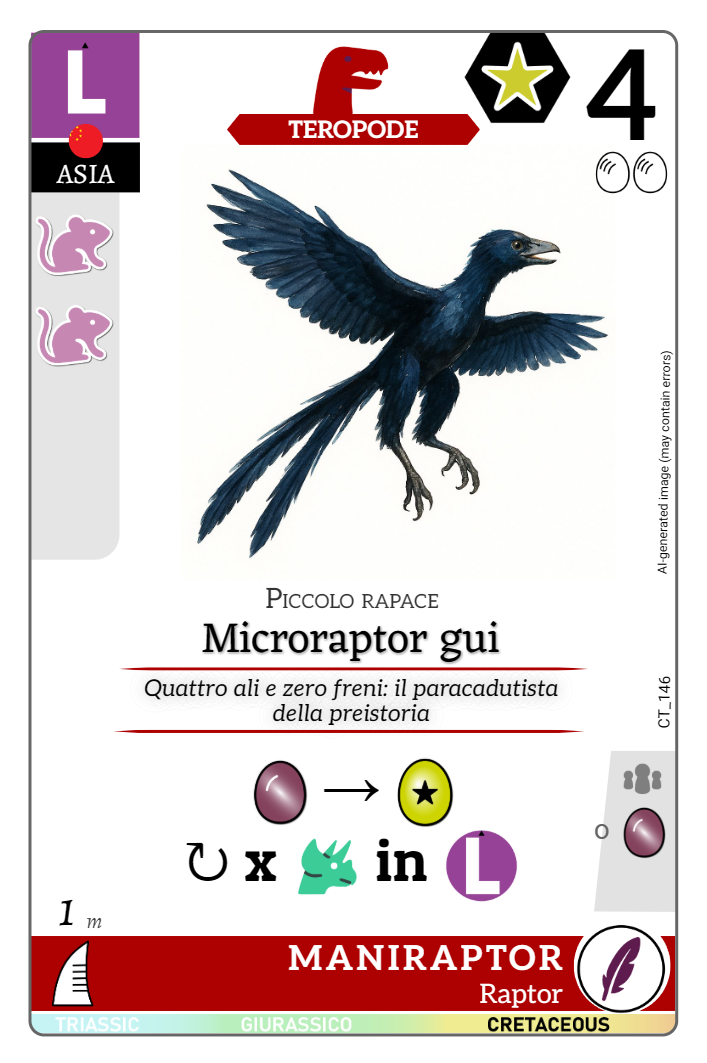 L
ASIA
TEROPODE
4
AI-generated image (may contain errors)
PICCOLO RAPACE
Microraptor gui
Quattro ali e zero freni: il paracadutista
della preistoria
CT_146
o
x in L
1 m
MANIRAPTOR
Raptor
TRIASSIC GIURASSICO CRETACEOUS